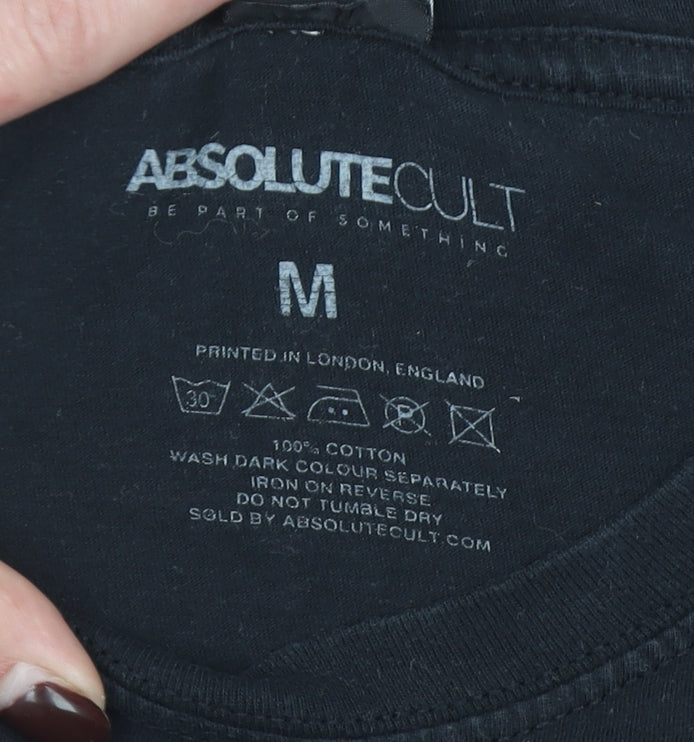 ABSOLUTECULT
BE PART OF SOMETHING
M
PRINTED IN LONDON, ENGLAND
30° P
100% COTTON
WASH DARK COLOUR SEPARATELY
IRON ON REVERSE
DO NOT TUMBLE DRY
SOLD BY ABSOLUTECULT.COM